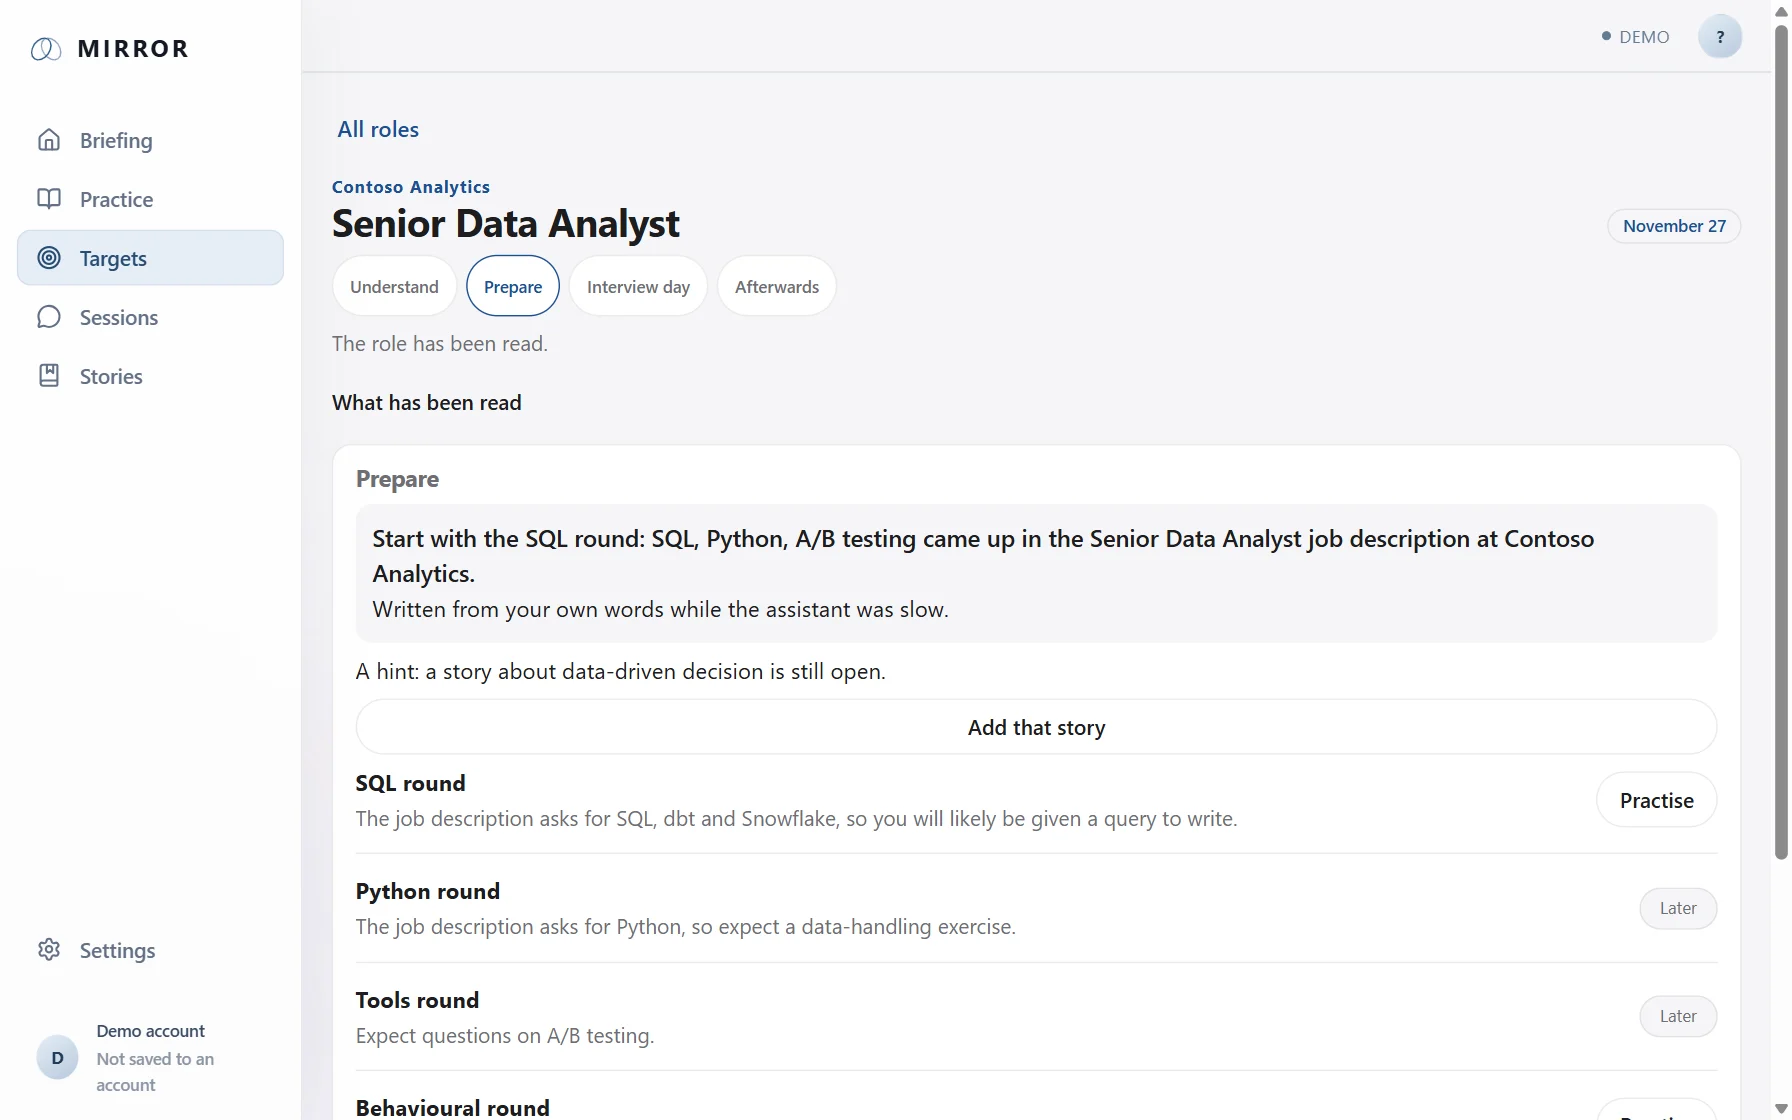 MIRROR
Briefing
Practice
Targets
Sessions
Stories
Settings
D
Demo account
Not saved to an
account
DEMO
?
All roles
Contoso Analytics
Senior Data Analyst
November 27
Understand
Prepare
Interview day
Afterwards
The role has been read.
What has been read
Prepare
Start with the SQL round: SQL, Python, A/B testing came up in the Senior Data Analyst job description at Contoso
Analytics.
Written from your own words while the assistant was slow.
A hint: a story about data-driven decision is still open.
Add that story
SQL round
The job description asks for SQL, dbt and Snowflake, so you will likely be given a query to write.
Practise
Python round
The job description asks for Python, so expect a data-handling exercise.
Later
Tools round
Expect questions on A/B testing.
Later
Behavioural round